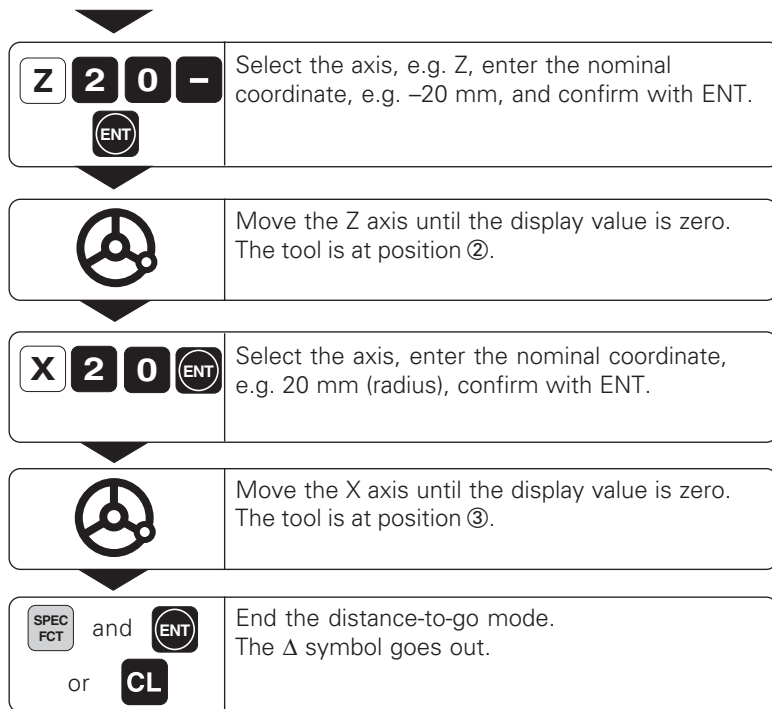 Z 2 0 –
ENT
Select the axis, e.g. Z, enter the nominal
coordinate, e.g. –20 mm, and confirm with ENT.
Move the Z axis until the display value is zero.
The tool is at position ②.
X 2 0 ENT
Select the axis, enter the nominal coordinate,
e.g. 20 mm (radius), confirm with ENT.
Move the X axis until the display value is zero.
The tool is at position ③.
SPEC
FCT and ENT
or CL
End the distance-to-go mode.
The Δ symbol goes out.